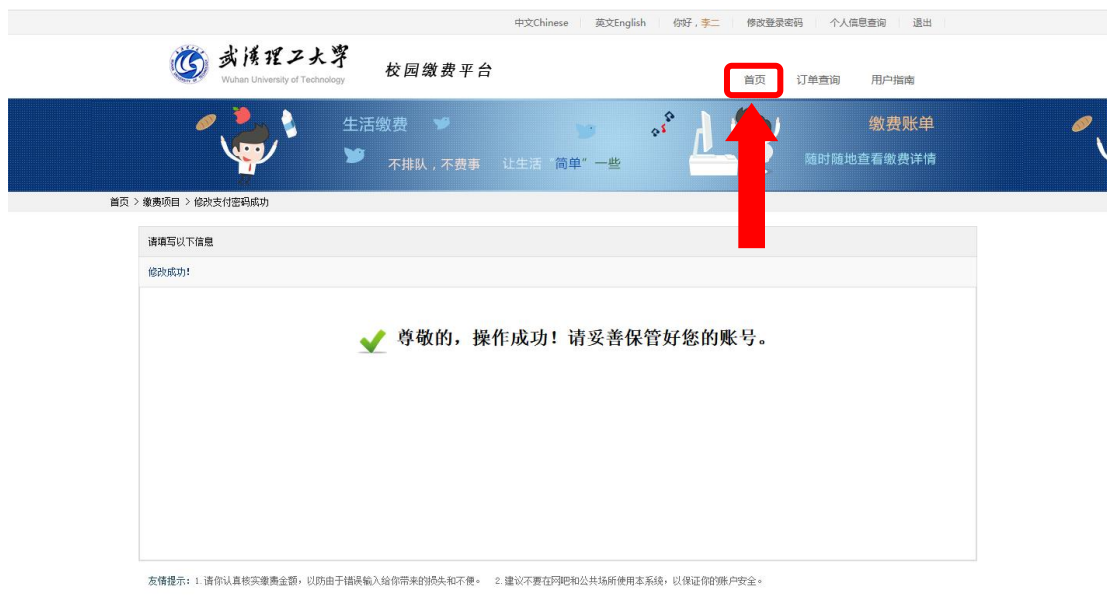 中文Chinese 英文English 你好，李二 修改登录密码 个人信息查询 退出
武汉理工大学
Wuhan University of Technology
校园缴费平台
首页 订单查询 用户指南
生活缴费
不排队，不费事 让生活“简单”一些
缴费账单
随时随地查看缴费详情
首页 > 缴费项目 > 修改支付密码成功
请填写以下信息
修改成功!
尊敬的，操作成功！请妥善保管好您的账号。
友情提示：1.请你认真核实缴费金额，以防由于错误输入给你带来的损失和不便。 2.建议不要在网吧和公共场所使用本系统，以保证你的账户安全。